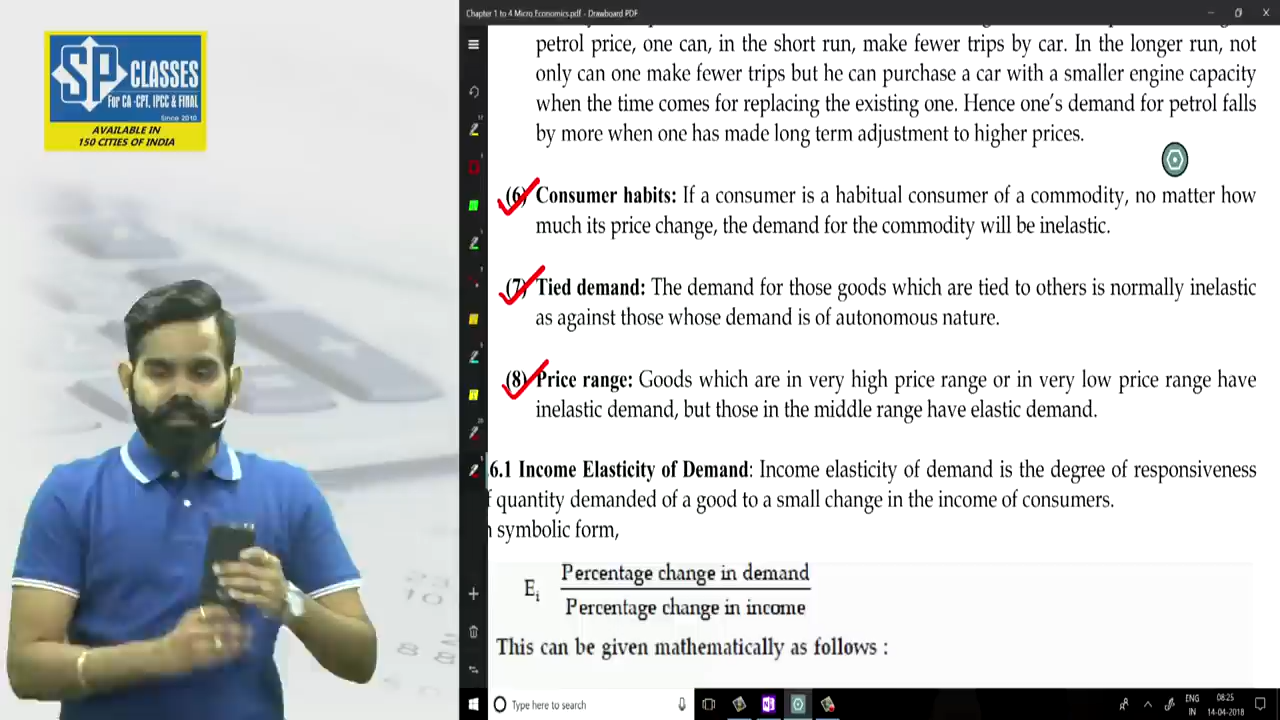 Chapter 1 to 4 Micro Economics.pdf - Drawboard PDF
SP CLASSES
For CA-CPT, IPCC & FINAL
Since 2010
AVAILABLE IN
150 CITIES OF INDIA
petrol price, one can, in the short run, make fewer trips by car. In the longer run, not
only can one make fewer trips but he can purchase a car with a smaller engine capacity
when the time comes for replacing the existing one. Hence one's demand for petrol falls
by more when one has made long term adjustment to higher prices.
(6) Consumer habits: If a consumer is a habitual consumer of a commodity, no matter how
much its price change, the demand for the commodity will be inelastic.
(7) Tied demand: The demand for those goods which are tied to others is normally inelastic
as against those whose demand is of autonomous nature.
(8) Price range: Goods which are in very high price range or in very low price range have
inelastic demand, but those in the middle range have elastic demand.
.6.1 Income Elasticity of Demand: Income elasticity of demand is the degree of responsiveness
f quantity demanded of a good to a small change in the income of consumers.
n symbolic form,
Ei Percentage change in demand
Percentage change in income
This can be given mathematically as follows :
Type here to search
ENG
IN
08:25
14-04-2018